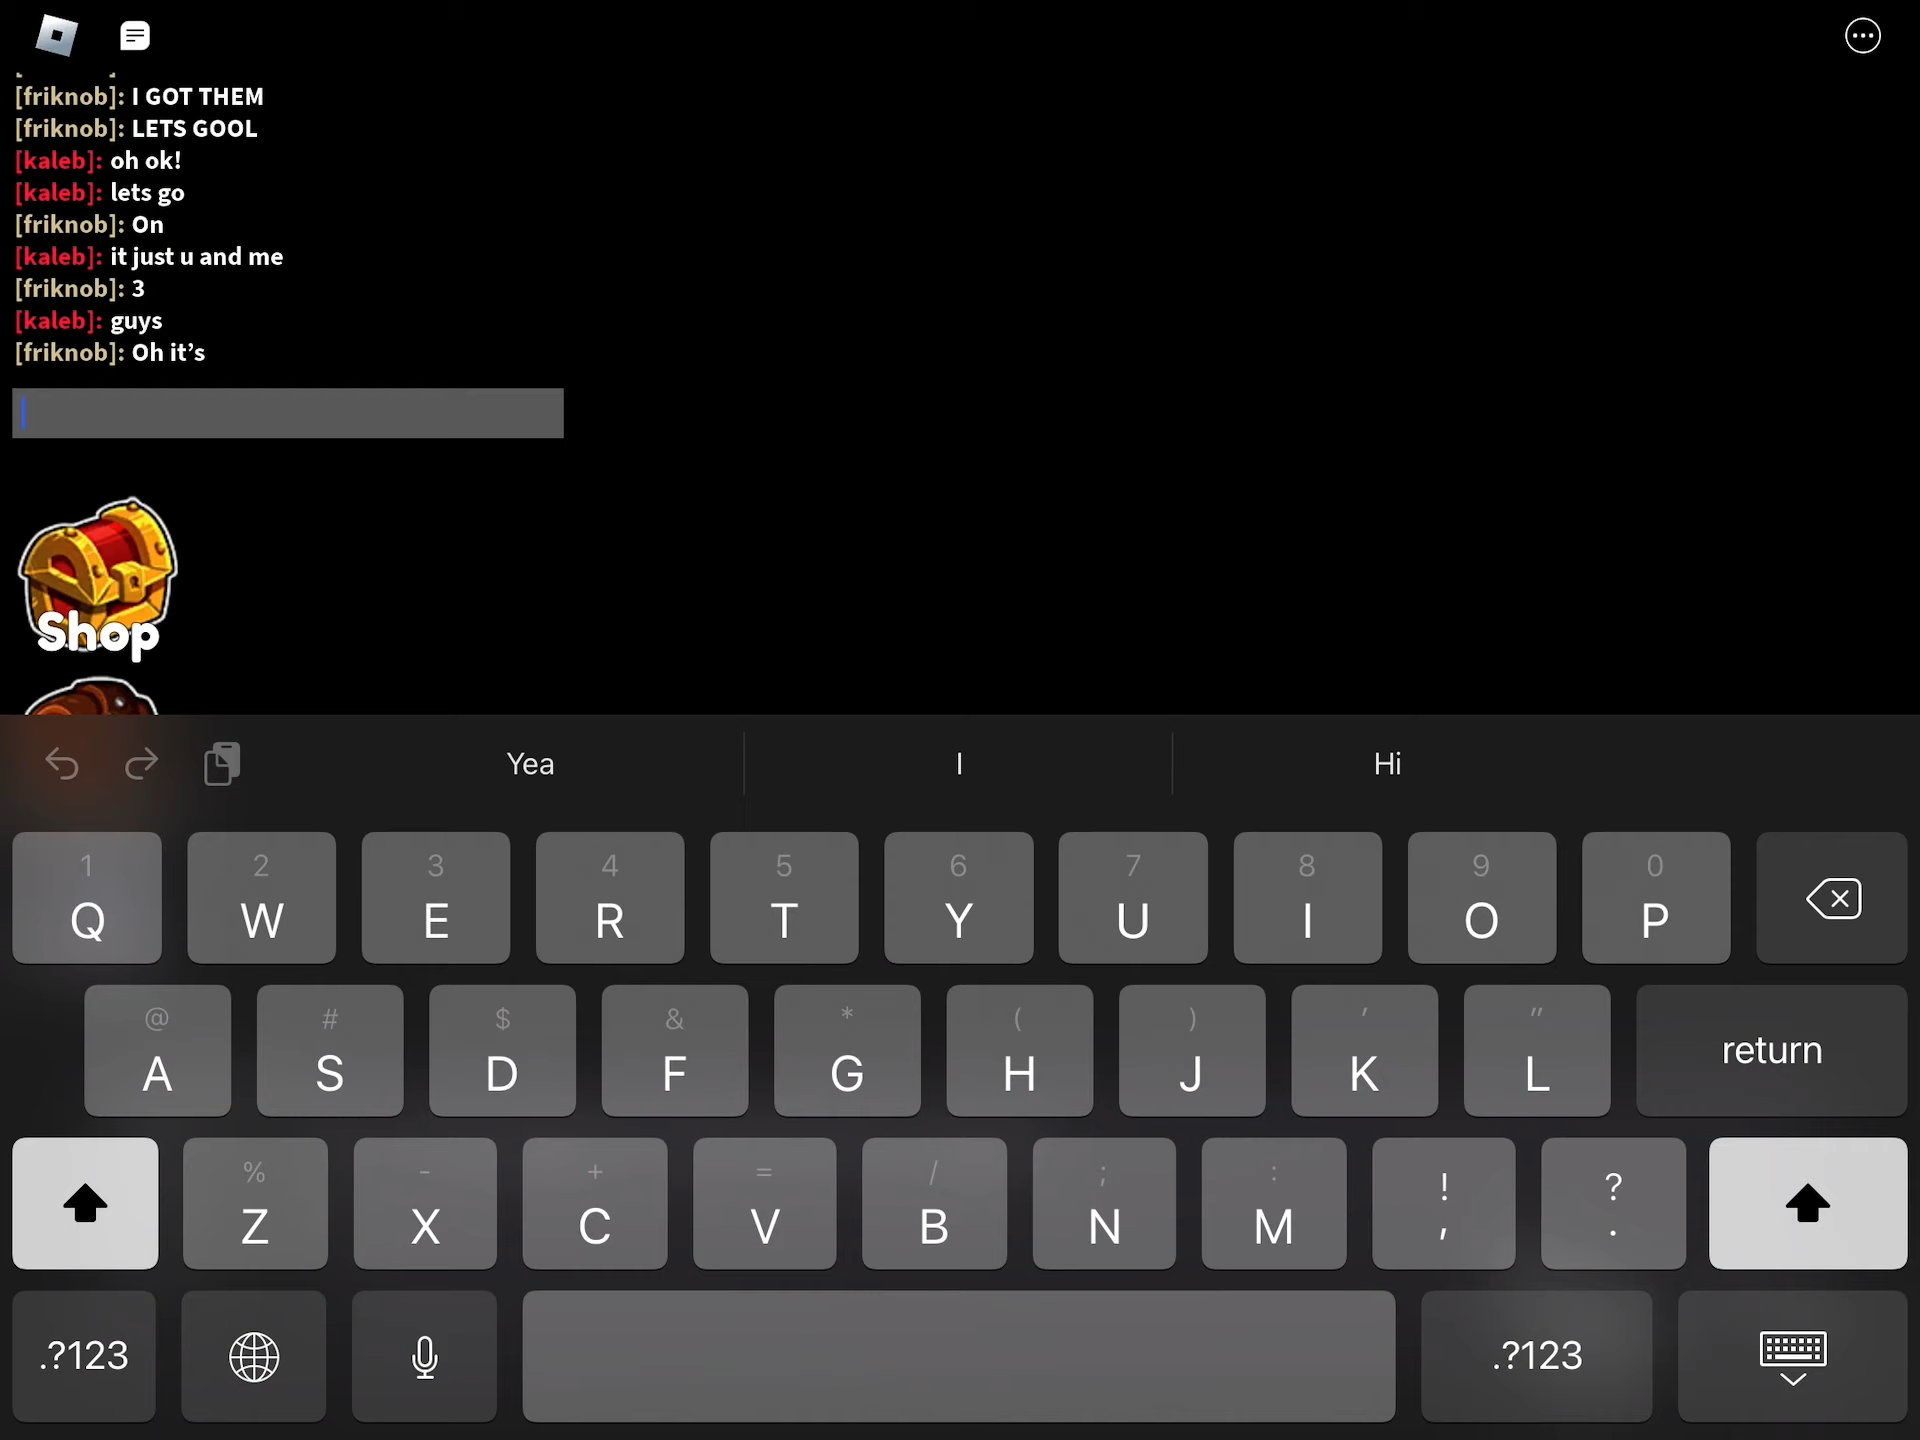 [friknob]: I GOT THEM
[friknob]: LETS GOOL
[kaleb]: oh ok!
[kaleb]: lets go
[friknob]: On
[kaleb]: it just u and me
[friknob]: 3
[kaleb]: guys
[friknob]: Oh it’s
Shop
Yea I Hi
1 2 3 4 5 6 7 8 9 0
Q W E R T Y U I O P
@ # $ & * ( ) ' "
A S D F G H J K L return
% - + = / ; : ! ?
Z X C V B N M , .
.?123 .?123